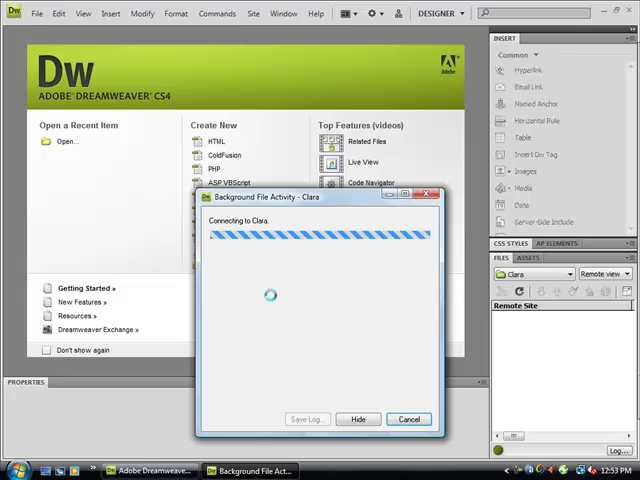 Dw File Edit View Insert Modify Format Commands Site Window Help DESIGNER
Dw
ADOBE® DREAMWEAVER® CS4
Adobe
Open a Recent Item
Open...
Create New
HTML
ColdFusion
PHP
ASP VBScript
Top Features (videos)
Related Files
Live View
Code Navigator
Getting Started »
New Features »
Resources »
Dreamweaver Exchange »
Don't show again
Dw Background File Activity - Clara
Connecting to Clara.
Save Log...
Hide
Cancel
PROPERTIES
INSERT
Common
Hyperlink
Email Link
Named Anchor
Horizontal Rule
Table
Insert Div Tag
Images
Media
Date
Server-Side Include
CSS STYLES AP ELEMENTS
FILES ASSETS
Clara Remote view
Remote Site
Log...
Dw Adobe Dreamweave...
Dw Background File Act...
12:53 PM